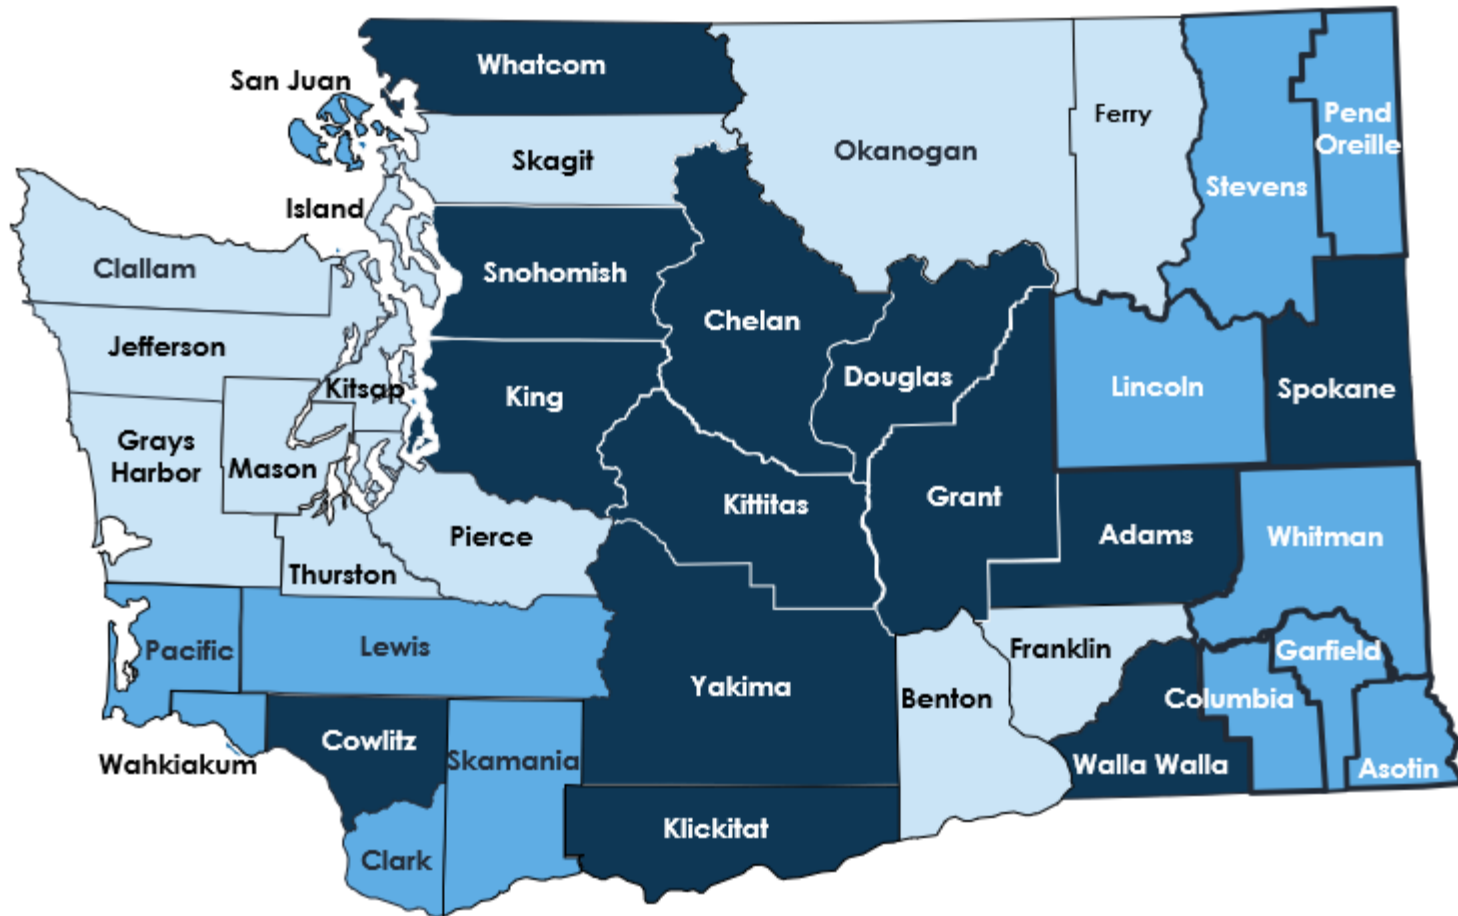 Whatcom
San Juan
Skagit
Okanogan
Ferry
Pend
Oreille
Stevens
Island
Clallam
Snohomish
Chelan
Jefferson
Kitsap
King
Douglas
Lincoln
Spokane
Grays
Harbor
Mason
Kittitas
Grant
Pierce
Adams
Whitman
Thurston
Pacific
Lewis
Yakima
Franklin
Garfield
Benton
Columbia
Wahkiakum
Cowlitz
Skamania
Walla Walla
Asotin
Klickitat
Clark